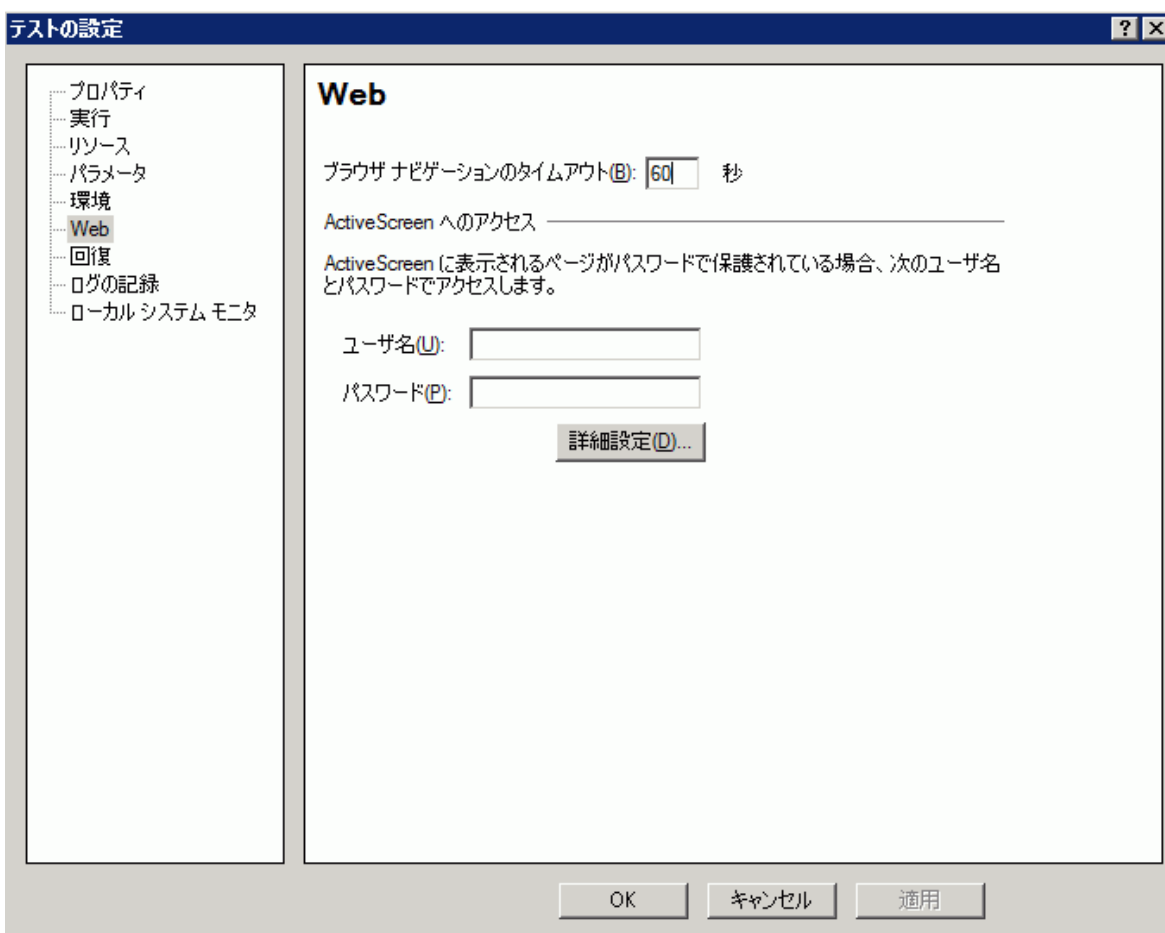 テストの設定
プロパティ
実行
リソース
パラメータ
環境
Web
回復
ログの記録
ローカル システム モニタ
Web
ブラウザ ナビゲーションのタイムアウト(B): 60 秒
ActiveScreen へのアクセス
ActiveScreen に表示されるページがパスワードで保護されている場合、次のユーザ名
とパスワードでアクセスします。
ユーザ名(U):
パスワード(P):
詳細設定(D)...
OK キャンセル 適用